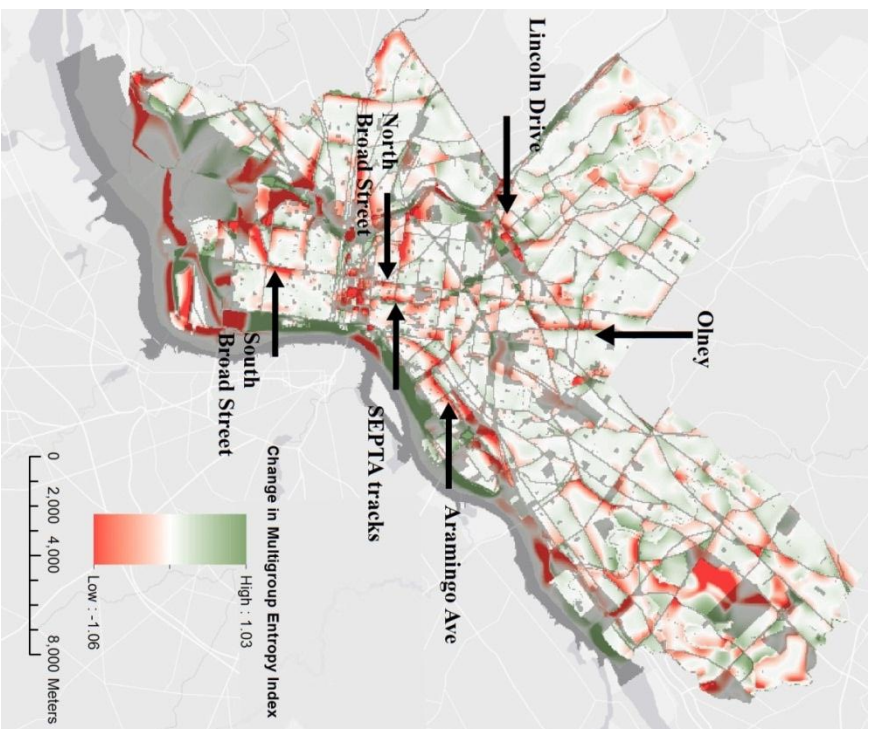 Lincoln Drive
North
Broad Street
Olney
South
Broad Street
SEPTA tracks
Aramingo Ave
Change in Multigroup Entropy Index
High : 1.03
Low : -1.06
0 2,000 4,000 8,000 Meters